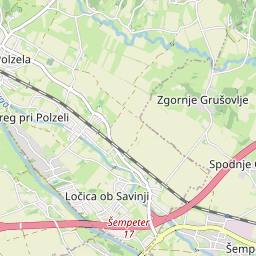 Polzela
Zgornje Grušovlje
reg pri Polzeli
Spodnje G
Ločica ob Savinji
Šempeter
17
Šemp